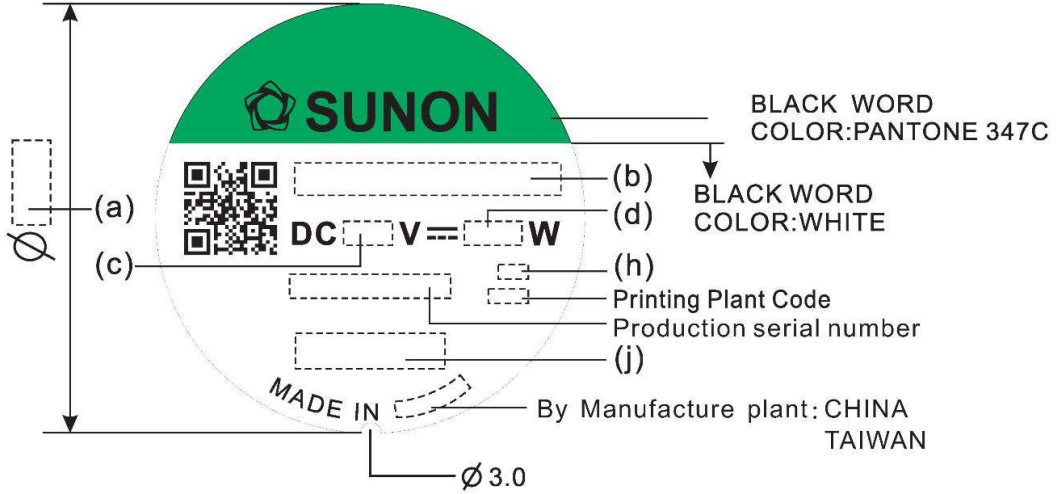 SUNON
BLACK WORD
COLOR:PANTONE 347C
(b)
BLACK WORD
COLOR:WHITE
(a)
(d)
DC V W
(c)
(h)
Printing Plant Code
Production serial number
(j)
MADE IN
By Manufacture plant: CHINA
TAIWAN
Ø
Ø 3.0